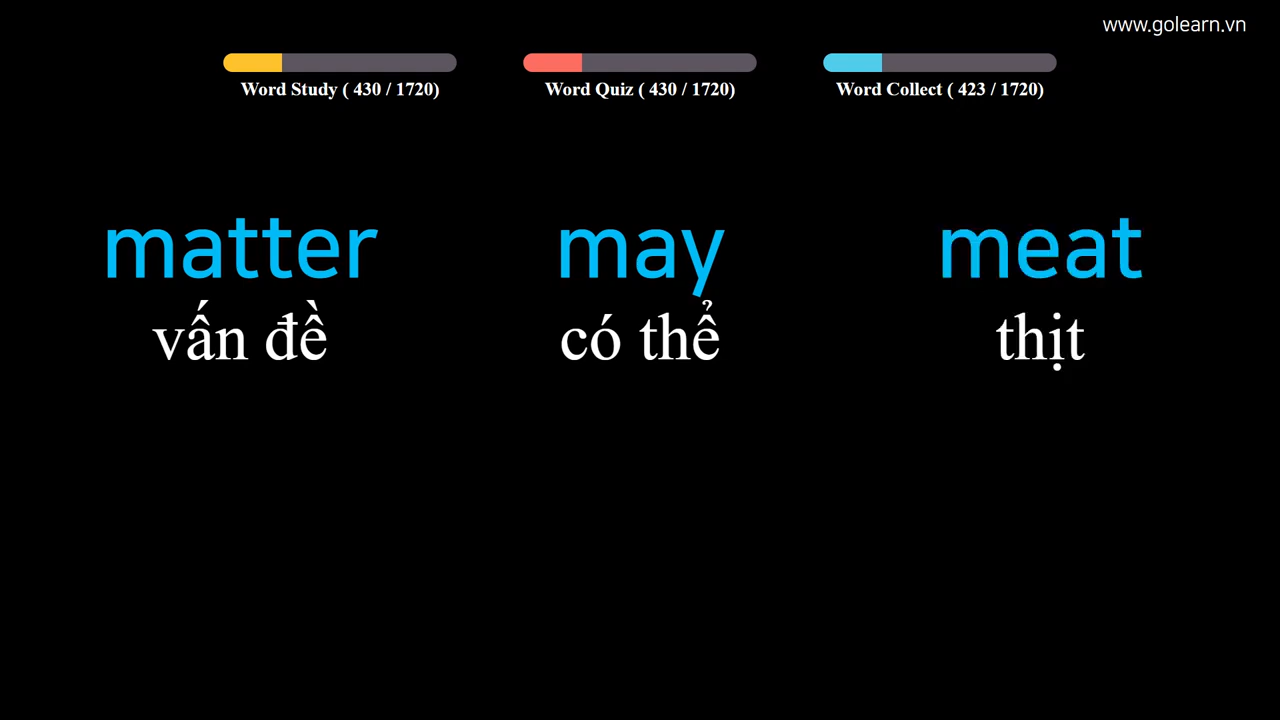 www.golearn.vn
Word Study ( 430 / 1720)
Word Quiz ( 430 / 1720)
Word Collect ( 423 / 1720)
matter
may
meat
vấn đề
có thể
thịt